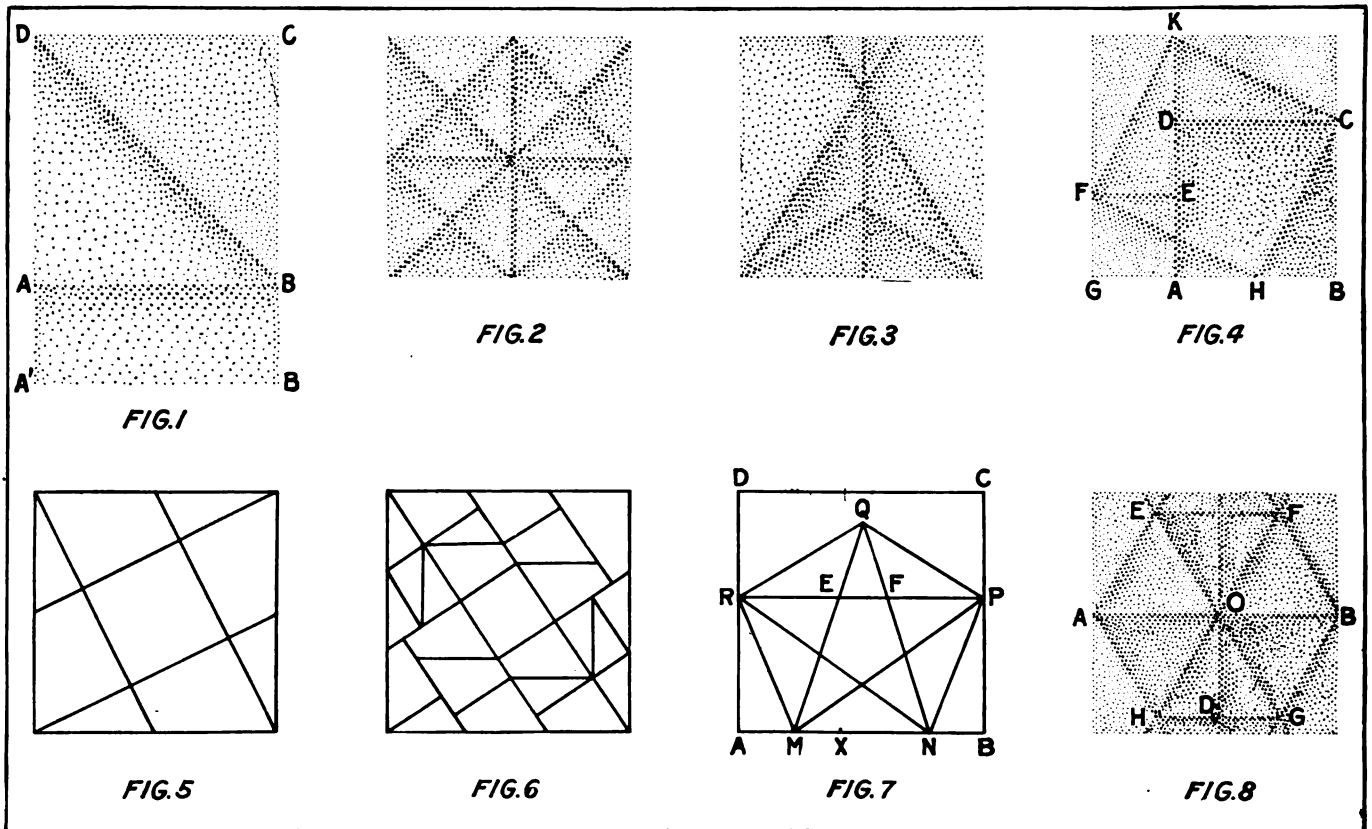 D C K
D C
F E
A B
G A H B
A' B
FIG.1
FIG.2
FIG.3
FIG.4
D C
Q
E F
R E F P
O
A B
H D G
A M X N B
FIG.5
FIG.6
FIG.7
FIG.8